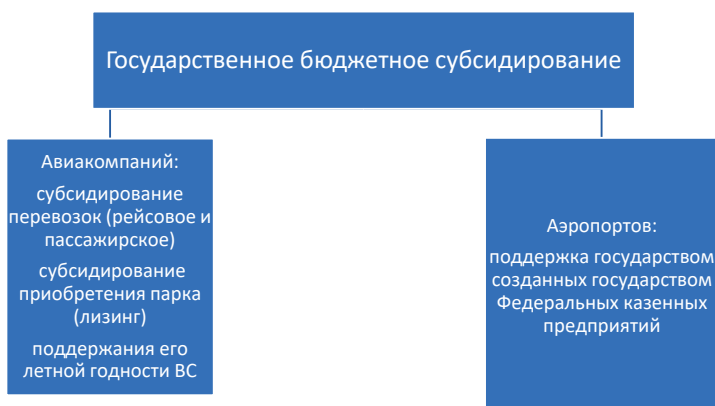 Государственное бюджетное субсидирование
Авиакомпаний:
субсидирование
перевозок (рейсовое и
пассажирское)
субсидирование
приобретения парка
(лизинг)
поддержания его
летной годности ВС
Аэропортов:
поддержка государством
созданных государством
Федеральных казенных
предприятий